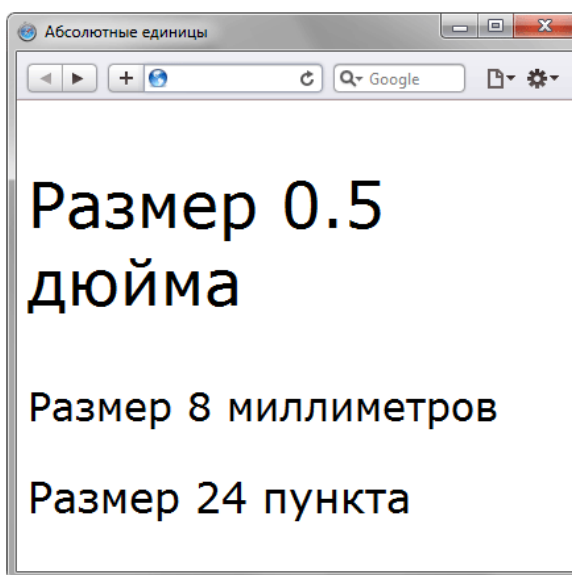 Абсолютные единицы
Google
Размер 0.5
дюйма
Размер 8 миллиметров
Размер 24 пункта